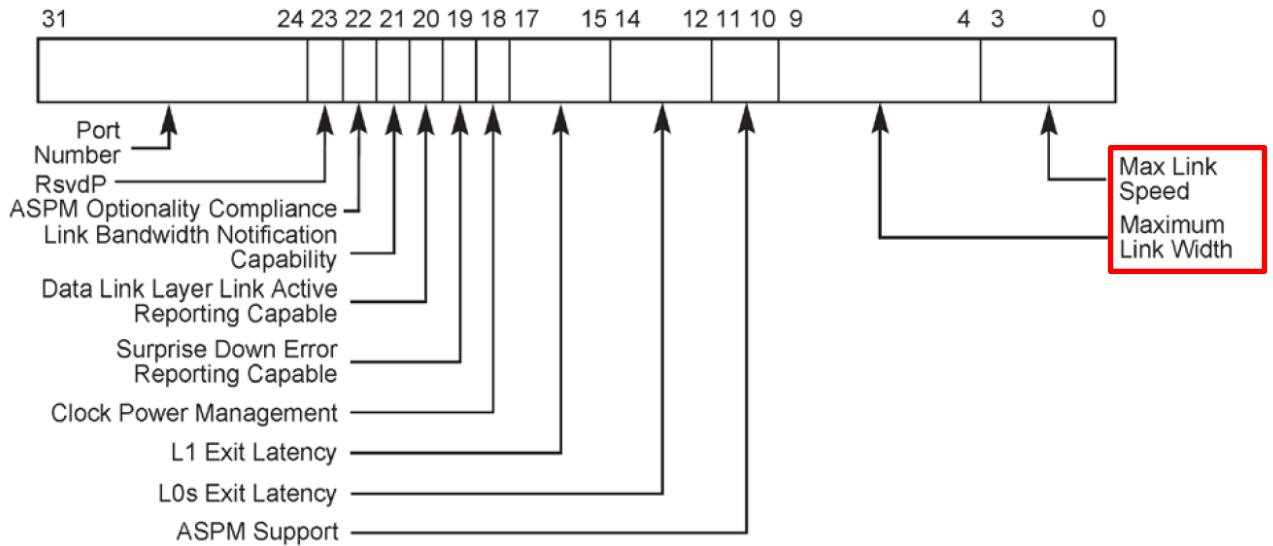 31 24 23 22 21 20 19 18 17 15 14 12 11 10 9 4 3 0
Port
Number
RsvdP
ASPM Optionality Compliance
Link Bandwidth Notification
Capability
Data Link Layer Link Active
Reporting Capable
Surprise Down Error
Reporting Capable
Clock Power Management
L1 Exit Latency
L0s Exit Latency
ASPM Support
Max Link
Speed
Maximum
Link Width